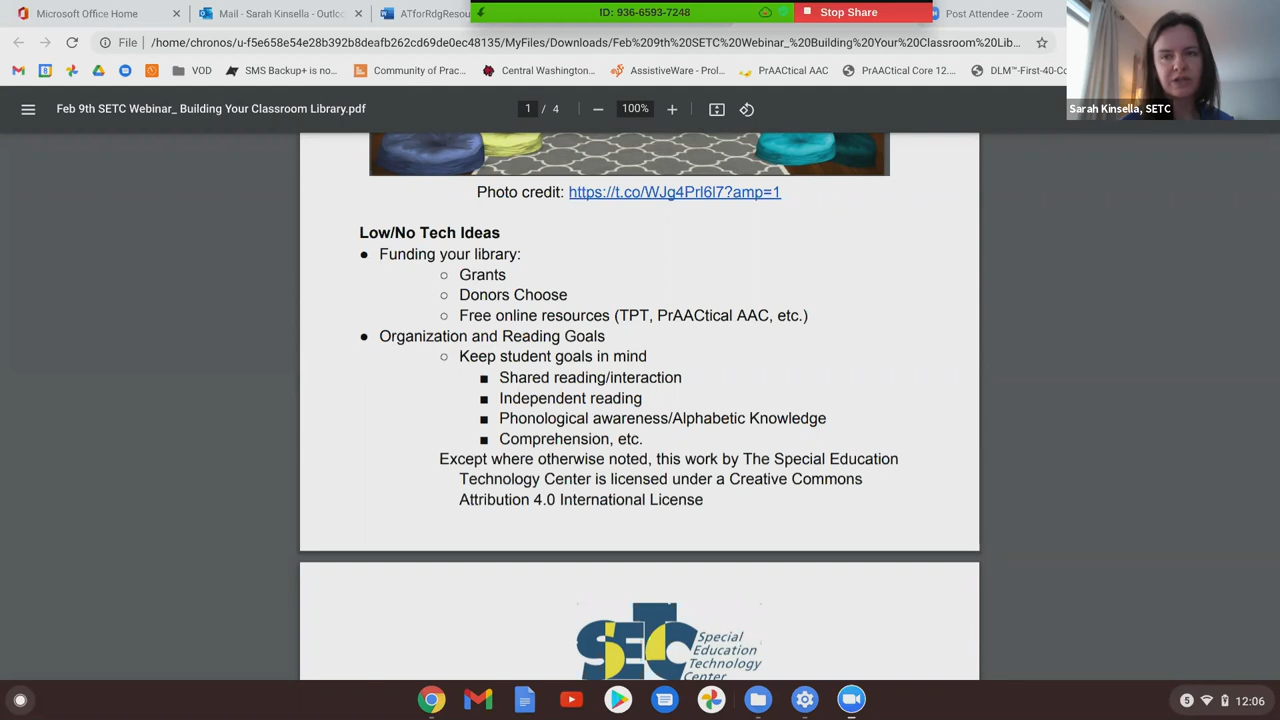 Microsoft Office Home
Mail - Sarah Kinsella - Outlo
ATforRdgResou
ID: 936-6593-7248
Stop Share
Post Attendee - Zoom
File
/home/chronos/u-f5e658e54e28b392b8deafb262cd69de0ec48135/MyFiles/Downloads/Feb%209th%20SETC%20Webinar_%20Building%20Your%20Classroom%20Lib...
VOD
SMS Backup+ is no...
Community of Prac...
Central Washington...
AssistiveWare - Prol...
PrAACtical AAC
PrAACtical Core 12...
DLM™-First-40-Co
Sarah Kinsella, SETC
Feb 9th SETC Webinar_ Building Your Classroom Library.pdf
1 / 4
100%
Photo credit: https://t.co/WJg4Prl6l7?amp=1
Low/No Tech Ideas
● Funding your library:
○ Grants
○ Donors Choose
○ Free online resources (TPT, PrAACtical AAC, etc.)
● Organization and Reading Goals
○ Keep student goals in mind
■ Shared reading/interaction
■ Independent reading
■ Phonological awareness/Alphabetic Knowledge
■ Comprehension, etc.
Except where otherwise noted, this work by The Special Education
Technology Center is licensed under a Creative Commons
Attribution 4.0 International License
SETC
Special
Education
Technology
Center
5
12:06